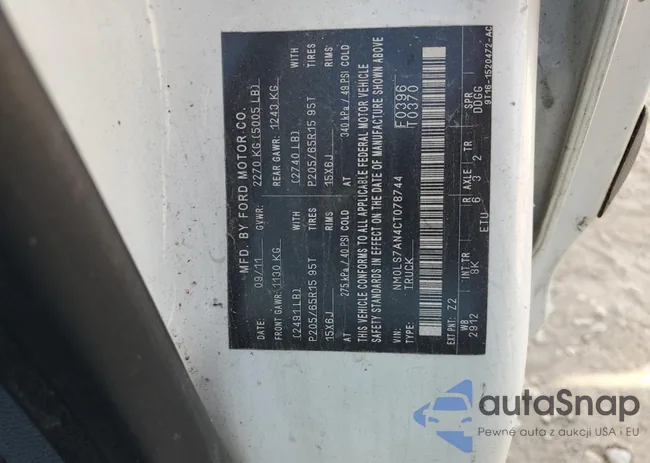 MFD. BY FORD MOTOR CO.
DATE: 09/11 GVWR: 2270 KG (5005 LB)
FRONT GAWR: 1130 KG REAR GAWR: 1243 KG
(2491 LB) WITH (2740 LB) WITH
P205/65R15 95T TIRES P205/65R15 95T TIRES
15X6J RIMS 15X6J RIMS
AT 275 kPa / 40 PSI COLD AT 340 kPa / 49 PSI COLD
THIS VEHICLE CONFORMS TO ALL APPLICABLE FEDERAL MOTOR VEHICLE
SAFETY STANDARDS IN EFFECT ON THE DATE OF MANUFACTURE SHOWN ABOVE
VIN: NM0LS7AN4CT078744 F0396
TYPE: TRUCK T0370
EXT PNT: Z2
WB INT TR R AXLE TR SPR
2912 8K 6 3 2 DDGG
ETU 9T16-1520472-AC
autaSnap
Pewne auta z aukcji USA i EU